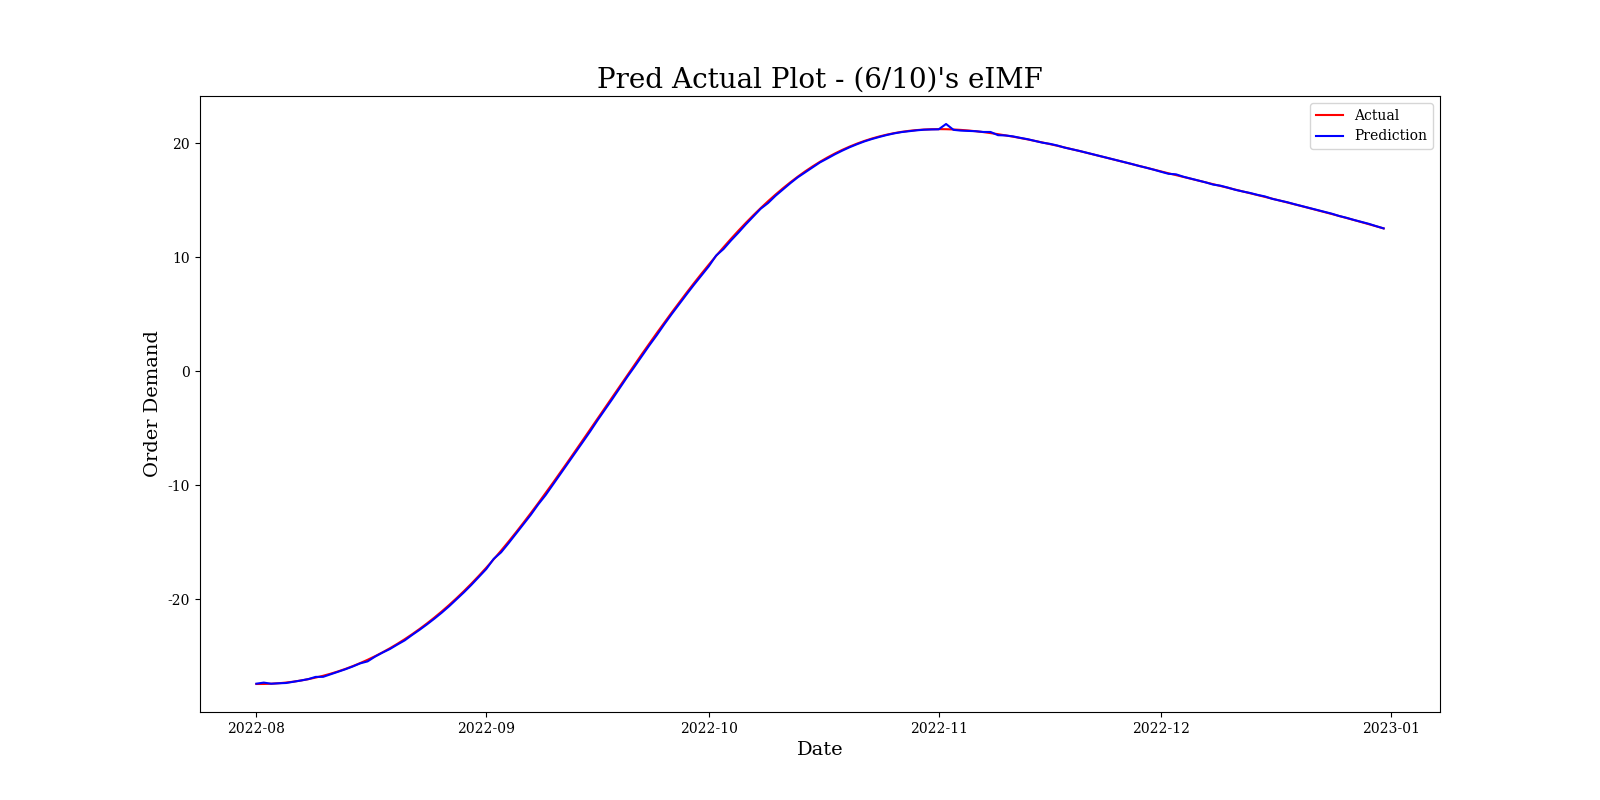 Pred Actual Plot - (6/10)'s eIMF
Actual
Prediction
20
10
0
-10
-20
Order Demand
2022-08
2022-09
2022-10
2022-11
2022-12
2023-01
Date